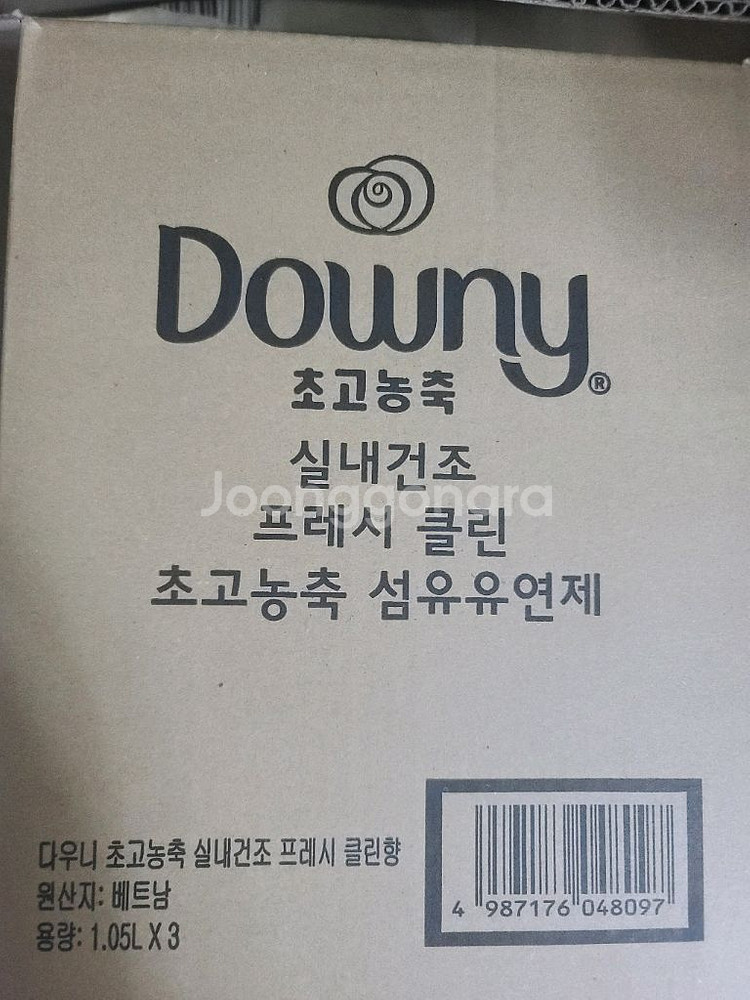 Downy®
초고농축
실내건조
Joonggongra
프레시 클린
초고농축 섬유유연제
다우니 초고농축 실내건조 프레시 클린향
원산지: 베트남
용량: 1.05L X 3
4 987176 048097